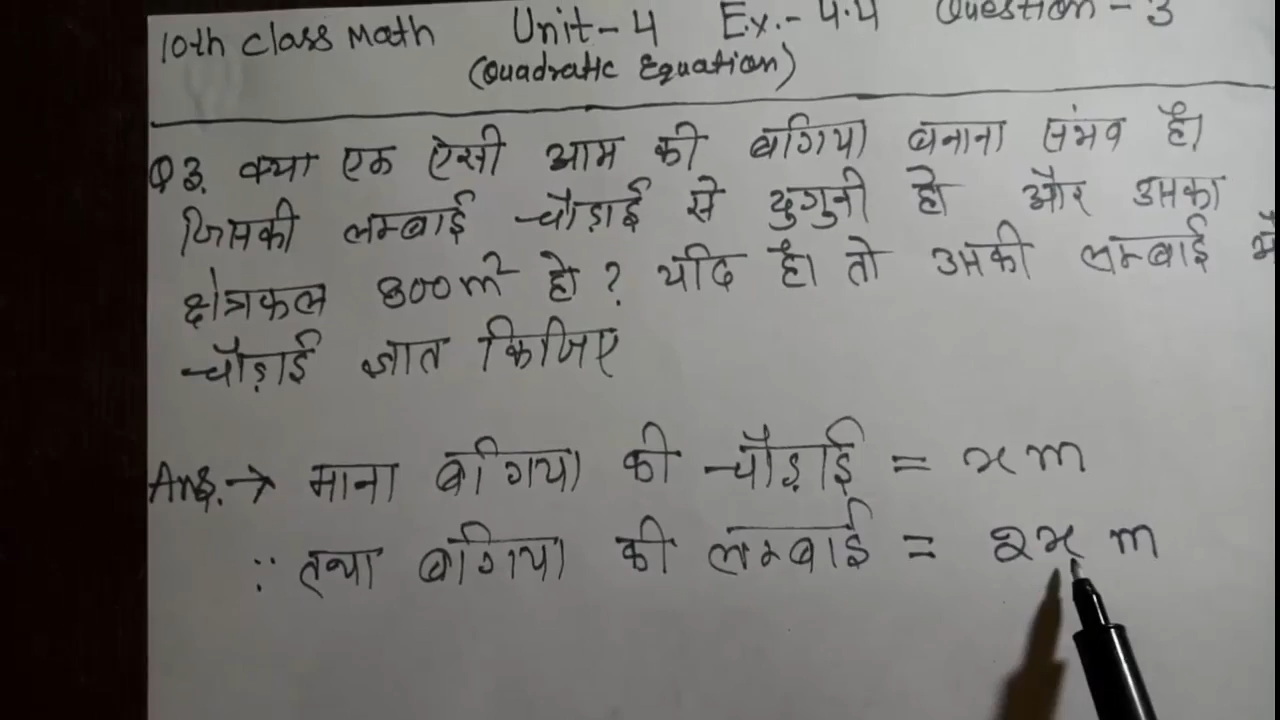 10th Class Math Unit-4 Ex.-4.4 Question-3
(Quadratic Equation)
Q3. क्या एक ऐसी आम की बगिया बनाना संभव है।
जिसकी लम्बाई चौड़ाई से दुगुनी हो और उसका
क्षेत्रफल 800m² हो? यदि है। तो उसकी लम्बाई
चौड़ाई ज्ञात किजिए
Ans.→ माना बगिया की चौड़ाई = x m
∵ तथा बगिया की लम्बाई = 2x m